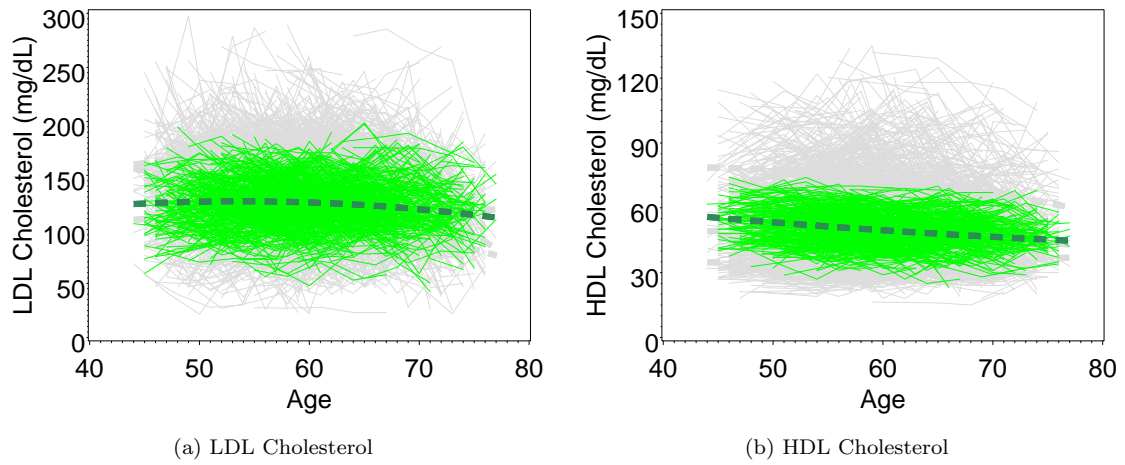 300
250
200
150
100
50
0
LDL Cholesterol (mg/dL)
40 50 60 70 80
Age
(a) LDL Cholesterol
150
120
90
60
30
0
HDL Cholesterol (mg/dL)
40 50 60 70 80
Age
(b) HDL Cholesterol